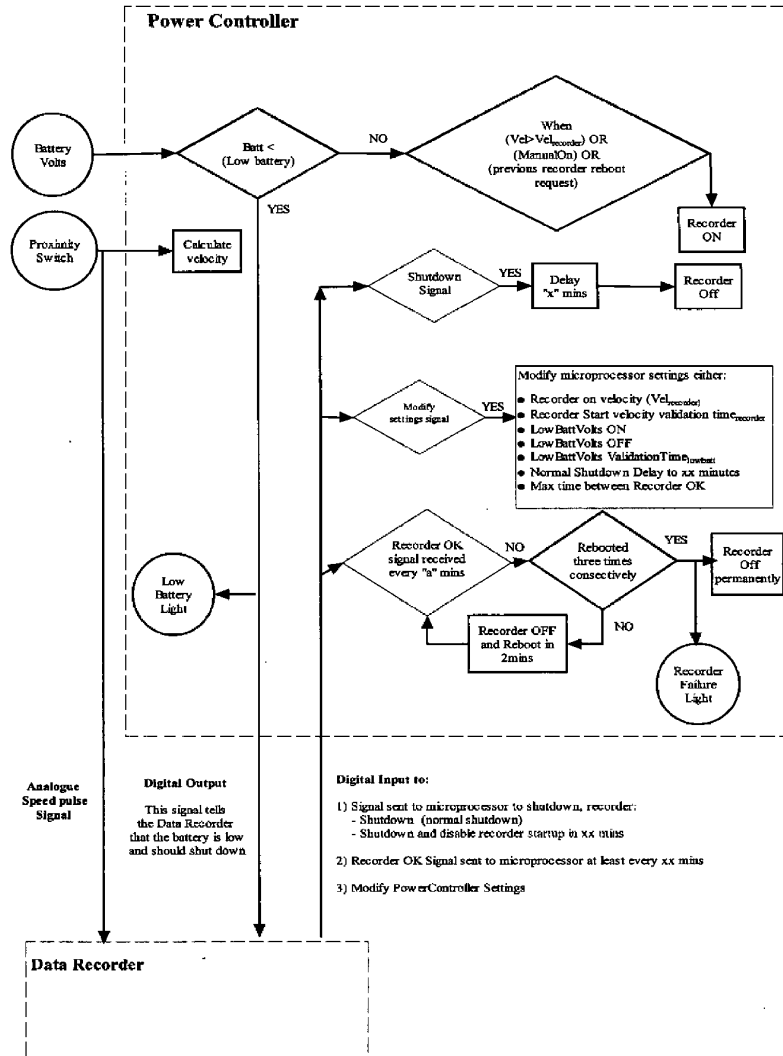 Power Controller
Battery
Volts
Batt <
(Low battery)
NO
When
(Vel>Velrecorder) OR
(ManualOn) OR
(previous recorder reboot
request)
YES
Recorder
ON
Proximity
Switch
Calculate
velocity
Shutdown
Signal
YES
Delay
"x" mins
Recorder
Off
Modify
settings signal
YES
Modify microprocessor settings either:
● Recorder on velocity (Velrecorder)
● Recorder Start velocity validation timerecorder
● LowBattVolts ON
● LowBattVolts OFF
● LowBattVolts ValidationTimelowbatt
● Normal Shutdown Delay to xx minutes
● Max time between Recorder OK
Recorder OK
signal received
every "a" mins
NO
Rebooted
three times
consectively
YES
Recorder
Off
permanently
Low
Battery
Light
NO
Recorder OFF
and Reboot in
2mins
Recorder
Failure
Light
Analogue
Speed pulse
Signal
Digital Output
This signal tells
the Data Recorder
that the battery is low
and should shut down
Digital Input to:
1) Signal sent to microprocessor to shutdown, recorder:
- Shutdown (normal shutdown)
- Shutdown and disable recorder startup in xx mins
2) Recorder OK Signal sent to microprocessor at least every xx mins
3) Modify PowerController Settings
Data Recorder